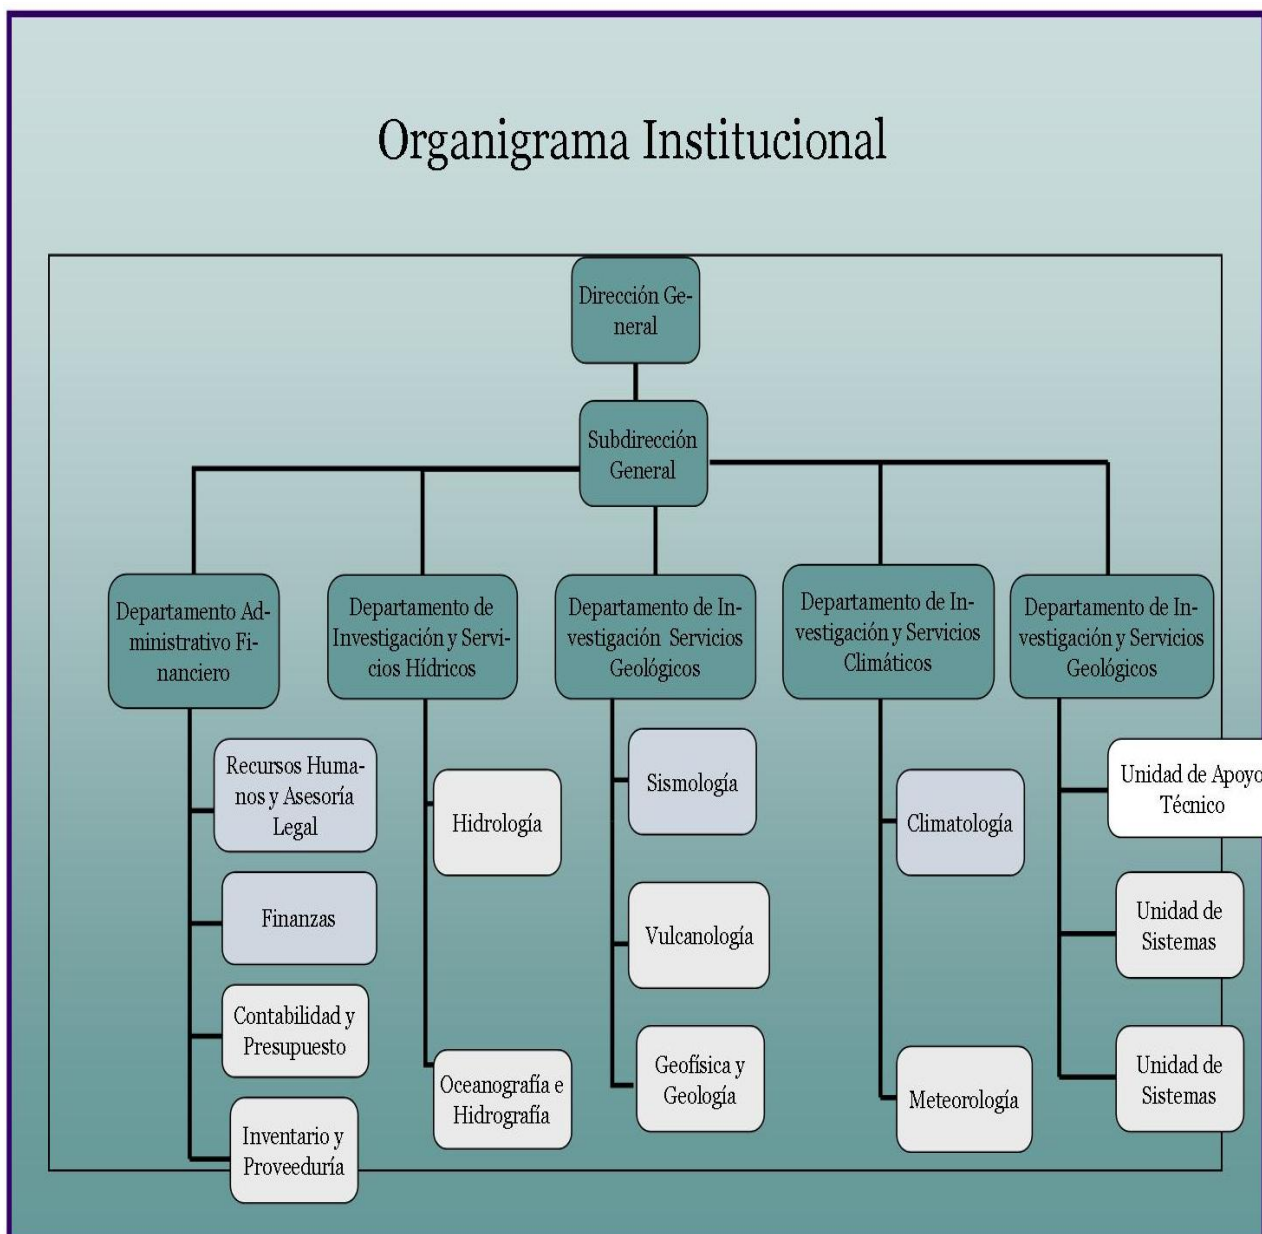 Organigrama Institucional
Dirección Ge-
neral
Subdirección
General
Departamento Ad-
ministrativo Fi-
nanciero
Departamento de
Investigación y Servi-
cios Hídricos
Departamento de In-
vestigación Servicios
Geológicos
Departamento de In-
vestigación y Servicios
Climáticos
Departamento de In-
vestigación y Servicios
Geológicos
Recursos Huma-
nos y Asesoría
Legal
Finanzas
Contabilidad y
Presupuesto
Inventario y
Proveeduría
Hidrología
Oceanografía e
Hidrografía
Sismología
Vulcanología
Geofísica y
Geología
Climatología
Meteorología
Unidad de Apoyo
Técnico
Unidad de
Sistemas
Unidad de
Sistemas